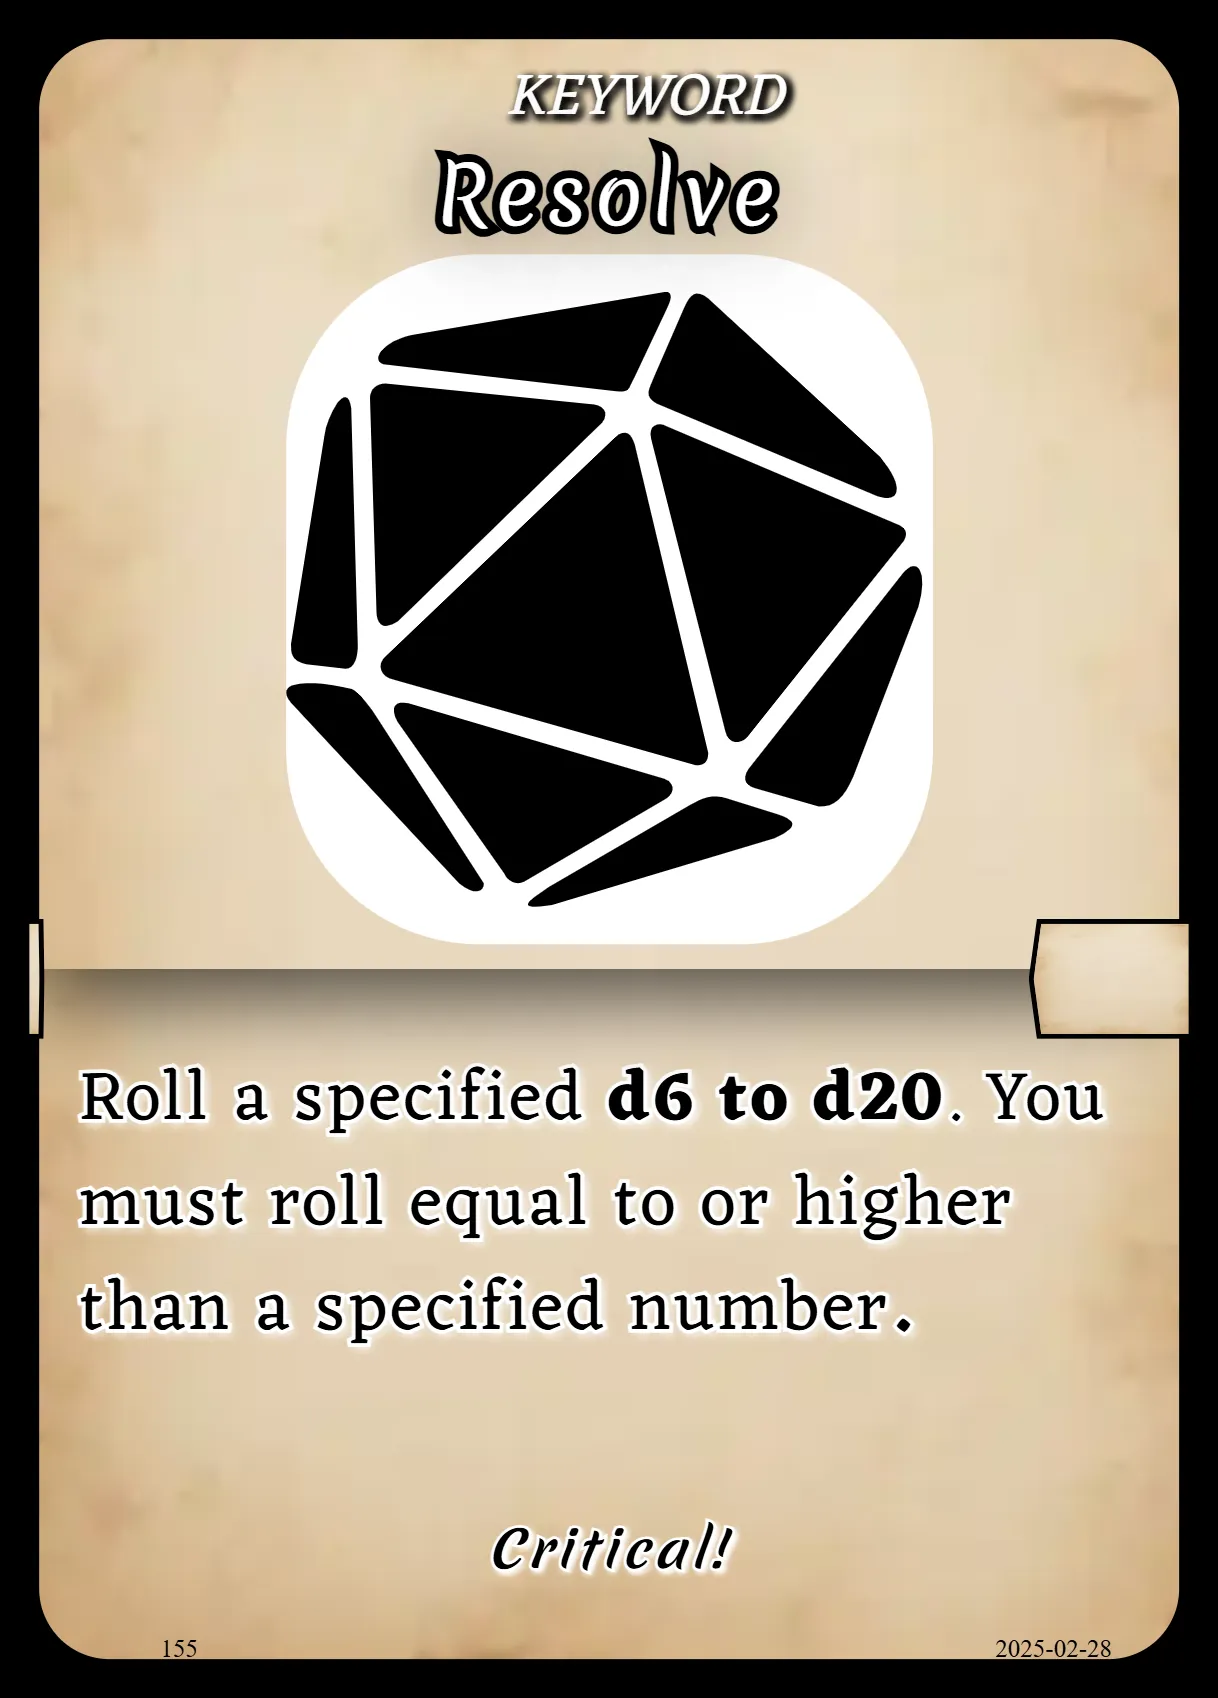 KEYWORD
Resolve
Roll a specified d6 to d20. You
must roll equal to or higher
than a specified number.
Critical!
155
2025-02-28